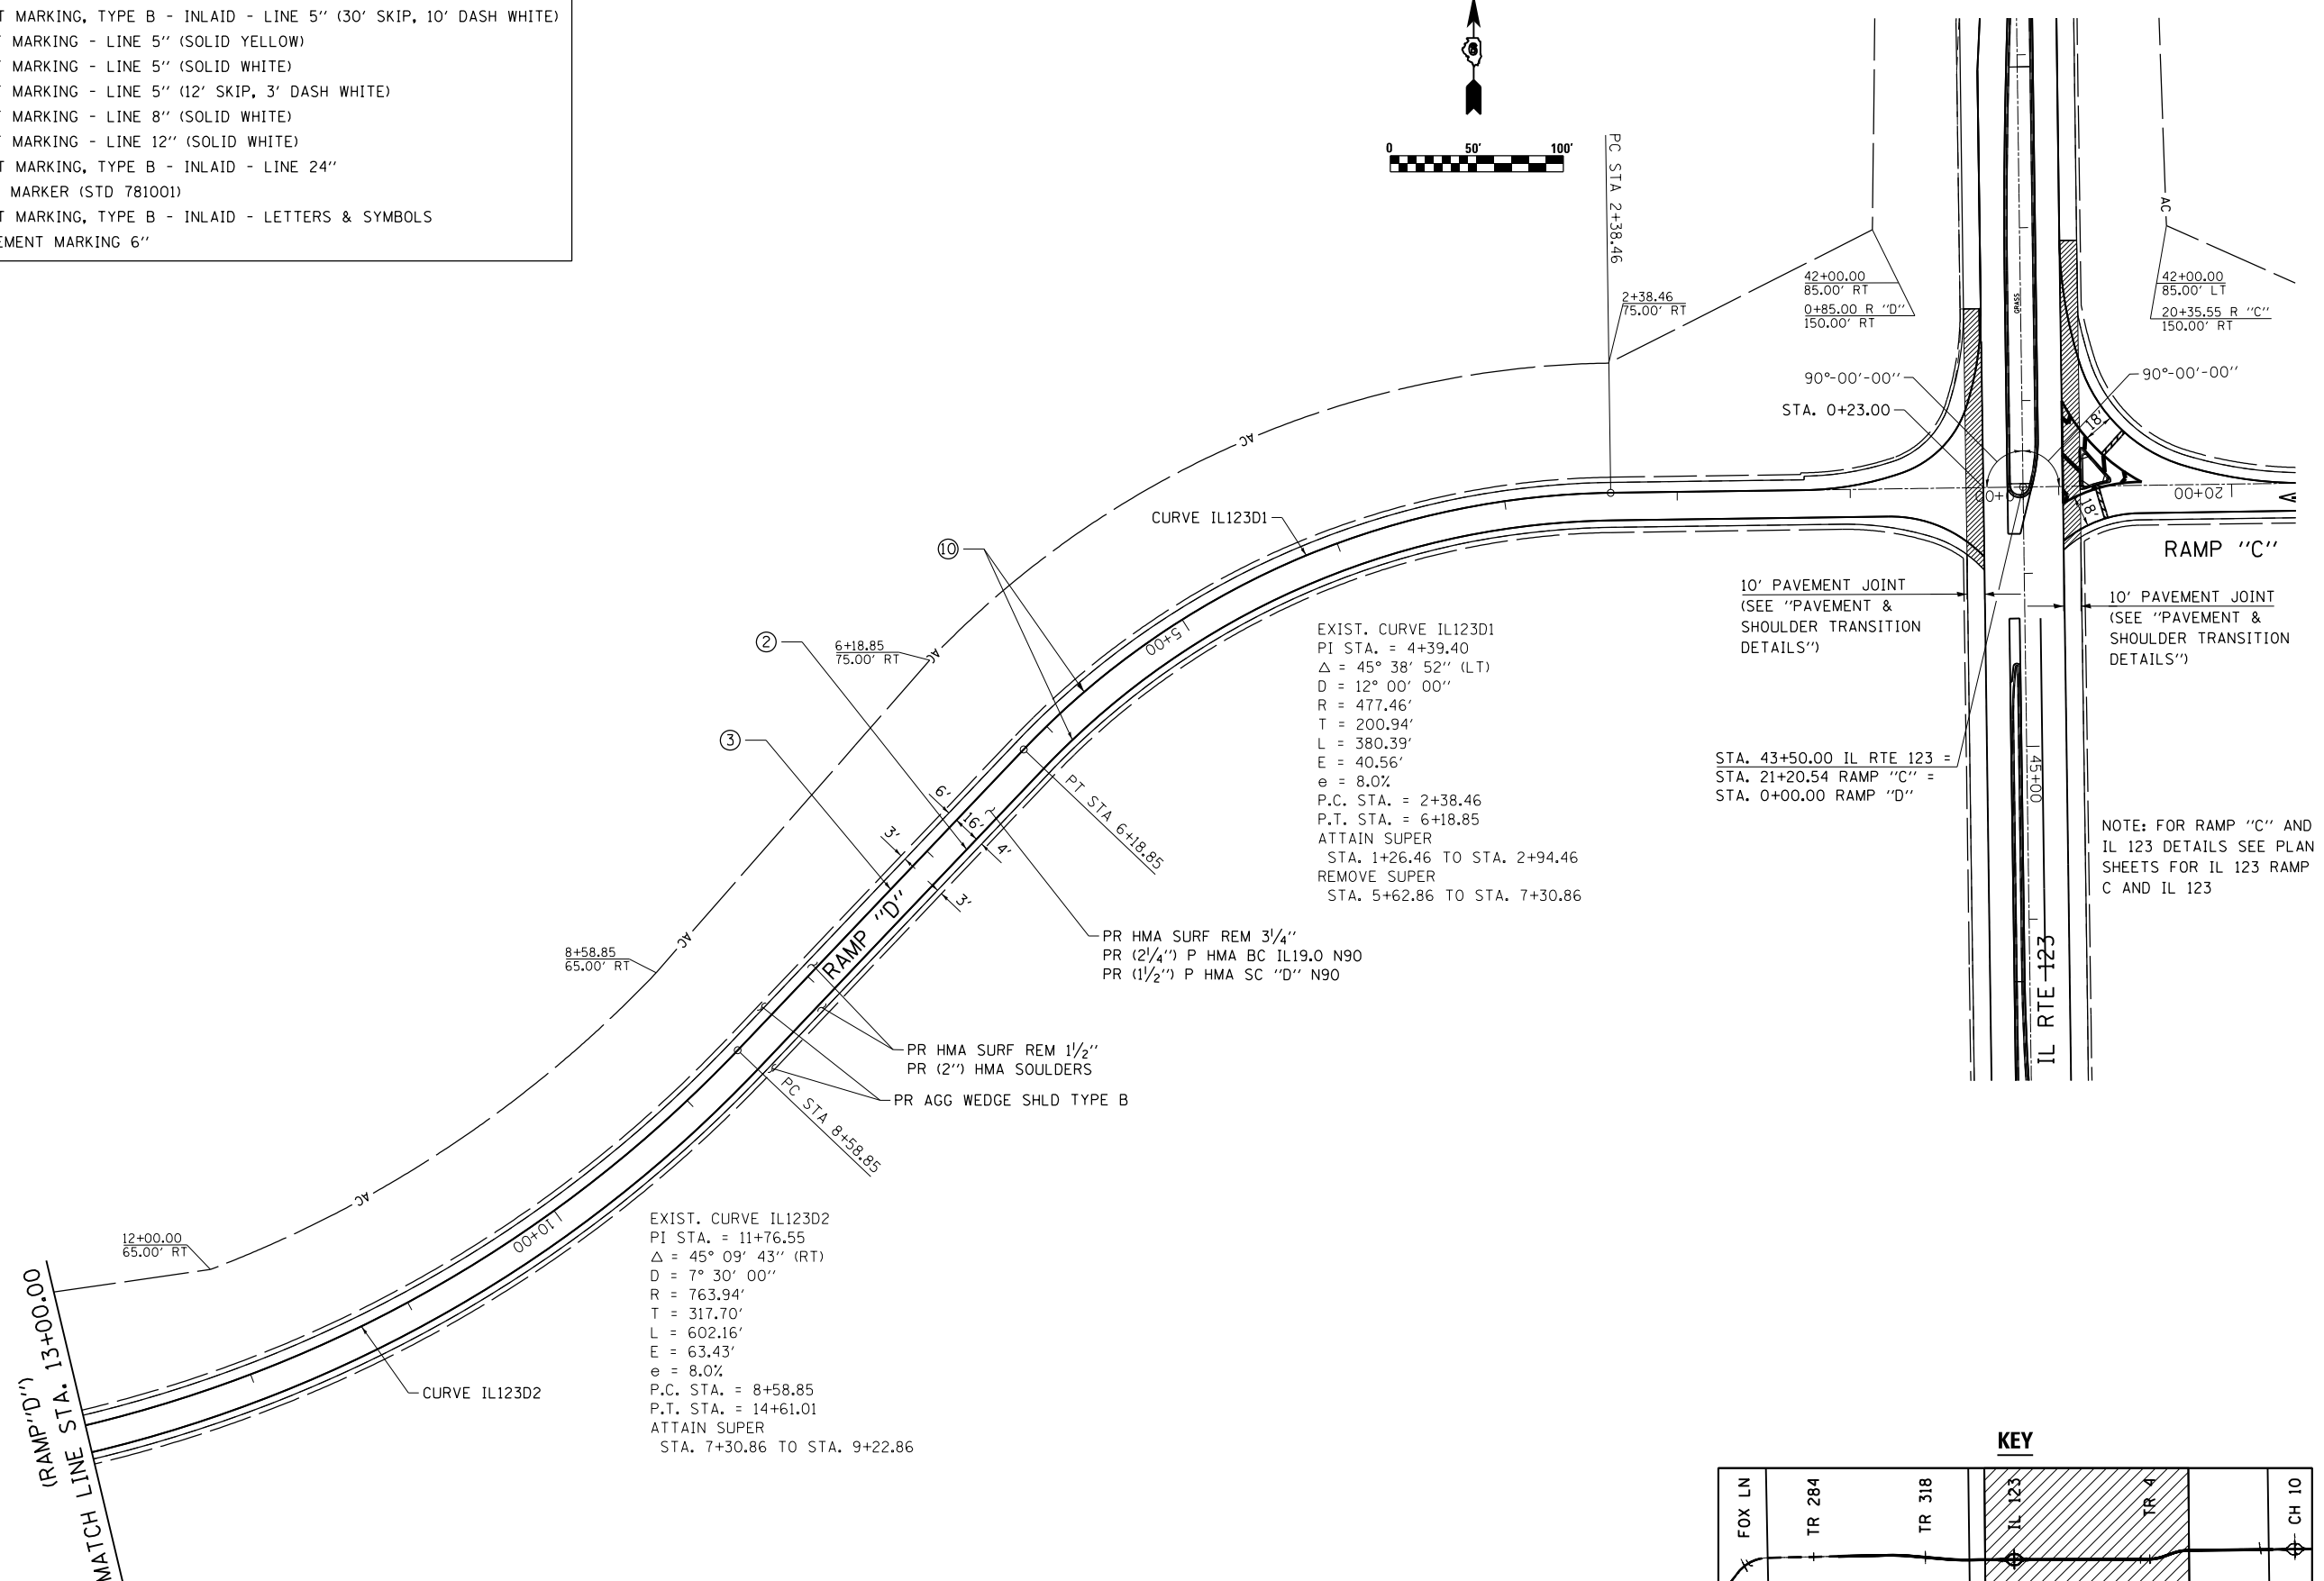 T MARKING, TYPE B - INLAID - LINE 5" (30' SKIP, 10' DASH WHITE)
MARKING - LINE 5" (SOLID YELLOW)
MARKING - LINE 5" (SOLID WHITE)
MARKING - LINE 5" (12' SKIP, 3' DASH WHITE)
MARKING - LINE 8" (SOLID WHITE)
MARKING - LINE 12" (SOLID WHITE)
T MARKING, TYPE B - INLAID - LINE 24"
MARKER (STD 781001)
T MARKING, TYPE B - INLAID - LETTERS & SYMBOLS
EMENT MARKING 6"
6
0 50' 100'
PC STA 2+38.46
2+38.46
75.00' RT
42+00.00
85.00' RT
0+85.00 R "D"
150.00' RT
AC
42+00.00
85.00' LT
20+35.55 R "C"
150.00' RT
GRASS
90°-00'-00"
90°-00'-00"
STA. 0+23.00
18'
18'
0+00
20+00
RAMP "C"
AC
CURVE IL123D1
10
5+00
2
6+18.85
75.00' RT
AC
3
6'
16'
4'
3'
3'
PT STA 6+18.85
RAMP "D"
10' PAVEMENT JOINT
(SEE "PAVEMENT &
SHOULDER TRANSITION
DETAILS")
10' PAVEMENT JOINT
(SEE "PAVEMENT &
SHOULDER TRANSITION
DETAILS")
EXIST. CURVE IL123D1
PI STA. = 4+39.40
△ = 45° 38' 52" (LT)
D = 12° 00' 00"
R = 477.46'
T = 200.94'
L = 380.39'
E = 40.56'
e = 8.0%
P.C. STA. = 2+38.46
P.T. STA. = 6+18.85
ATTAIN SUPER
STA. 1+26.46 TO STA. 2+94.46
REMOVE SUPER
STA. 5+62.86 TO STA. 7+30.86
STA. 43+50.00 IL RTE 123 =
STA. 21+20.54 RAMP "C" =
STA. 0+00.00 RAMP "D"
45+00
IL RTE 123
NOTE: FOR RAMP "C" AND
IL 123 DETAILS SEE PLAN
SHEETS FOR IL 123 RAMP
C AND IL 123
PR HMA SURF REM 3¼"
PR (2¼") P HMA BC IL19.0 N90
PR (1½") P HMA SC "D" N90
AC
8+58.85
65.00' RT
PR HMA SURF REM 1½"
PR (2") HMA SOULDERS
PR AGG WEDGE SHLD TYPE B
PC STA 8+58.85
AC
10+00
12+00.00
65.00' RT
EXIST. CURVE IL123D2
PI STA. = 11+76.55
△ = 45° 09' 43" (RT)
D = 7° 30' 00"
R = 763.94'
T = 317.70'
L = 602.16'
E = 63.43'
e = 8.0%
P.C. STA. = 8+58.85
P.T. STA. = 14+61.01
ATTAIN SUPER
STA. 7+30.86 TO STA. 9+22.86
CURVE IL123D2
(RAMP"D")
MATCH LINE STA. 13+00.00
KEY
FOX LN
TR 284
TR 318
IL 123
TR 4
CH 10